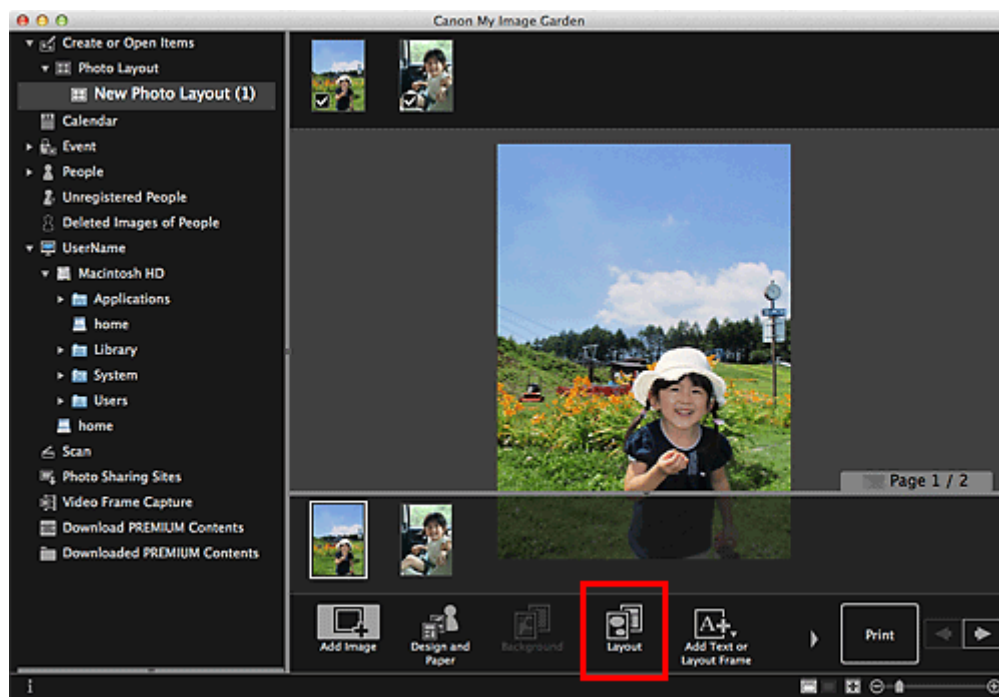 Canon My Image Garden
Create or Open Items
Photo Layout
New Photo Layout (1)
Calendar
Event
People
Unregistered People
Deleted Images of People
UserName
Macintosh HD
Applications
home
Library
System
Users
home
Scan
Photo Sharing Sites
Video Frame Capture
Download PREMIUM Contents
Downloaded PREMIUM Contents
Page 1 / 2
Add Image
Design and
Paper
Background
Layout
Add Text or
Layout Frame
Print